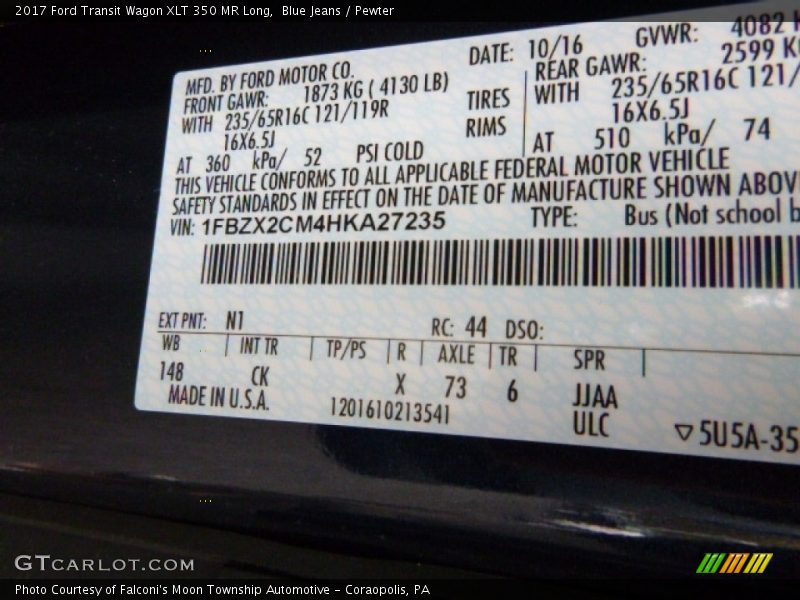 2017 Ford Transit Wagon XLT 350 MR Long,  Blue Jeans / Pewter
MFD. BY FORD MOTOR CO.
DATE: 10/16
GVWR: 4082
FRONT GAWR: 1873 KG ( 4130 LB)
REAR GAWR: 2599
WITH 235/65R16C 121/119R
TIRES
WITH 235/65R16C 121/
16X6.5J
RIMS
16X6.5J
AT 360 kPa/ 52 PSI COLD
AT 510 kPa/ 74
THIS VEHICLE CONFORMS TO ALL APPLICABLE FEDERAL MOTOR VEHICLE
SAFETY STANDARDS IN EFFECT ON THE DATE OF MANUFACTURE SHOWN
VIN: 1FBZX2CM4HKA27235
TYPE: Bus (Not school
EXT PNT: N1
RC: 44 DSO:
WB | INT TR | TP/PS | R | AXLE | TR | SPR
148 CK X 73 6 JJAA
MADE IN U.S.A. 1201610213541 ULC ▽5U5A-35
GTCARLOT.COM
Photo Courtesy of Falconi's Moon Township Automotive - Coraopolis, PA